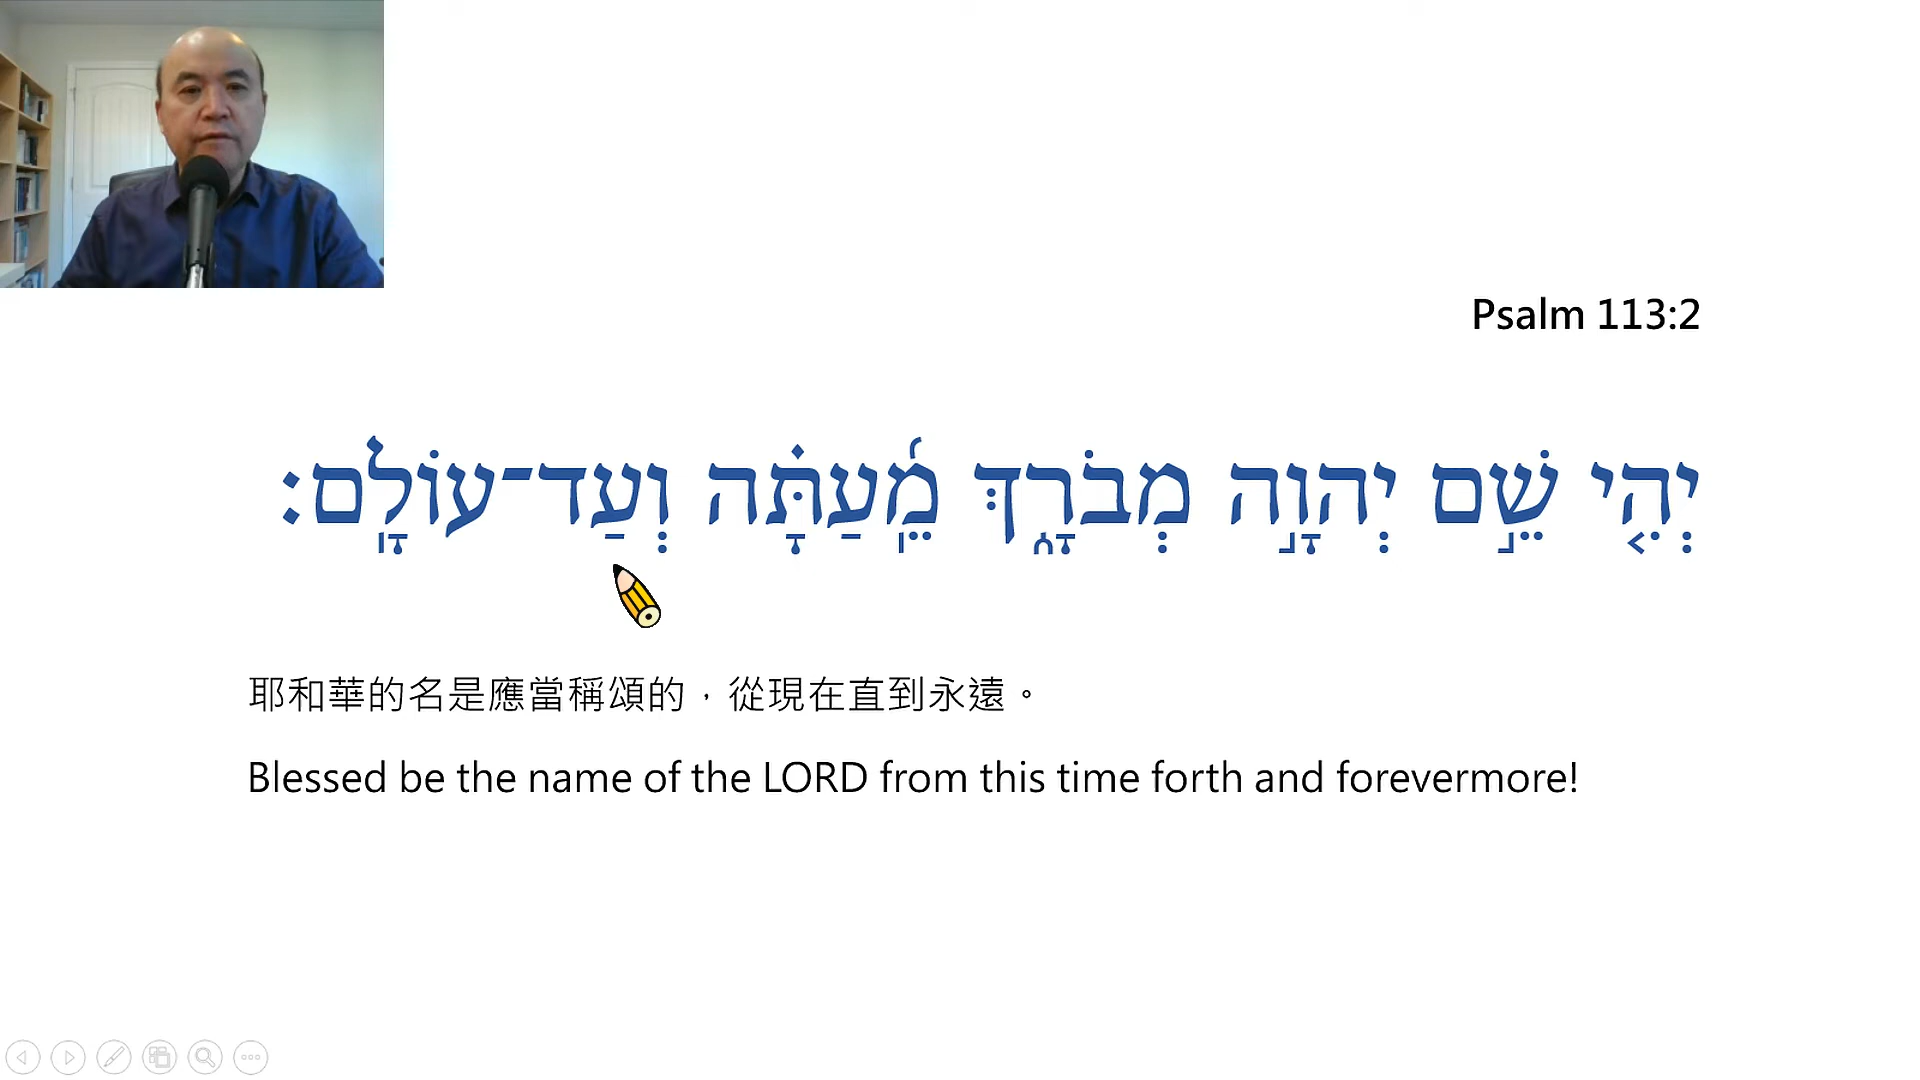 Psalm 113:2
יְהִ֤י שֵׁ֣ם יְהוָ֣ה מְבֹרָ֑ךְ מֵֽ֝עַתָּ֗ה וְעַד־עוֹלָֽם׃
耶和華的名是應當稱頌的，從現在直到永遠。
Blessed be the name of the LORD from this time forth and forevermore!